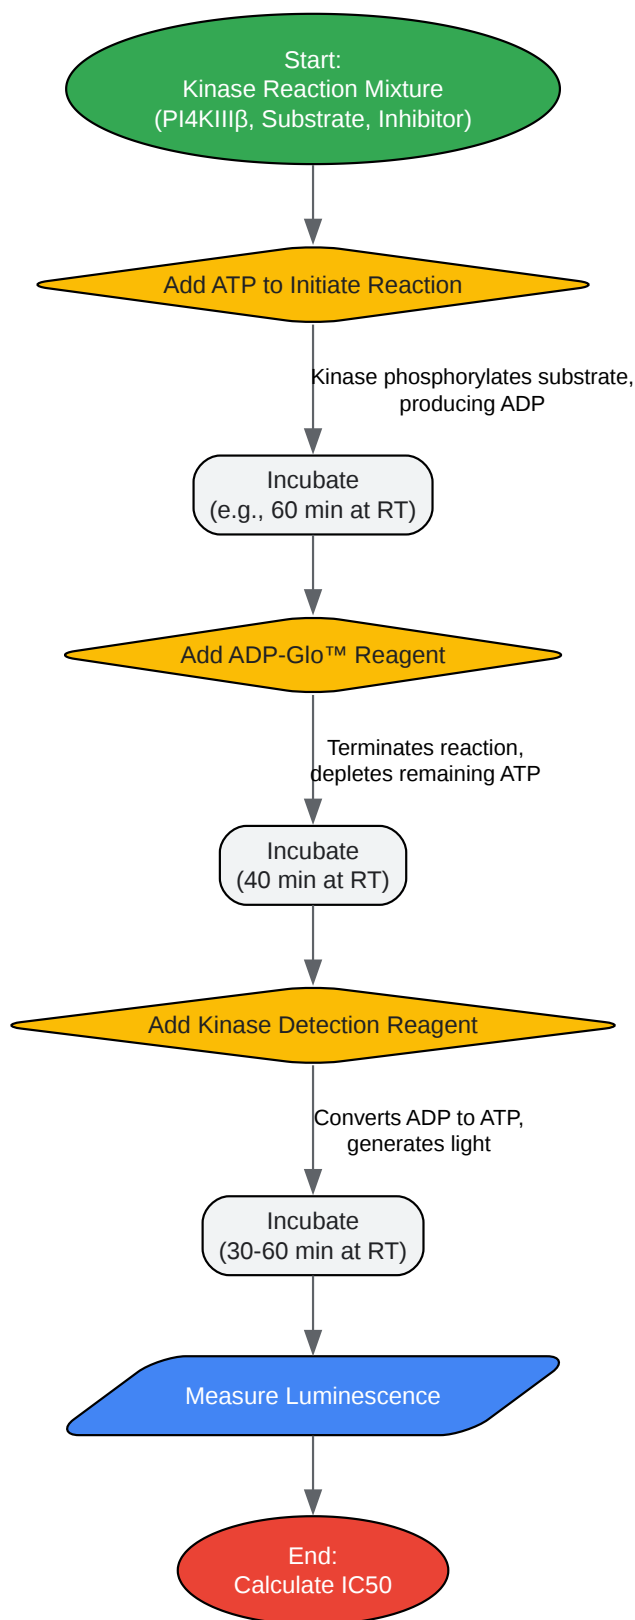 Start:
Kinase Reaction Mixture
(PI4KIIIβ, Substrate, Inhibitor)
Add ATP to Initiate Reaction
Kinase phosphorylates substrate,
producing ADP
Incubate
(e.g., 60 min at RT)
Add ADP-Glo™ Reagent
Terminates reaction,
depletes remaining ATP
Incubate
(40 min at RT)
Add Kinase Detection Reagent
Converts ADP to ATP,
generates light
Incubate
(30-60 min at RT)
Measure Luminescence
End:
Calculate IC50